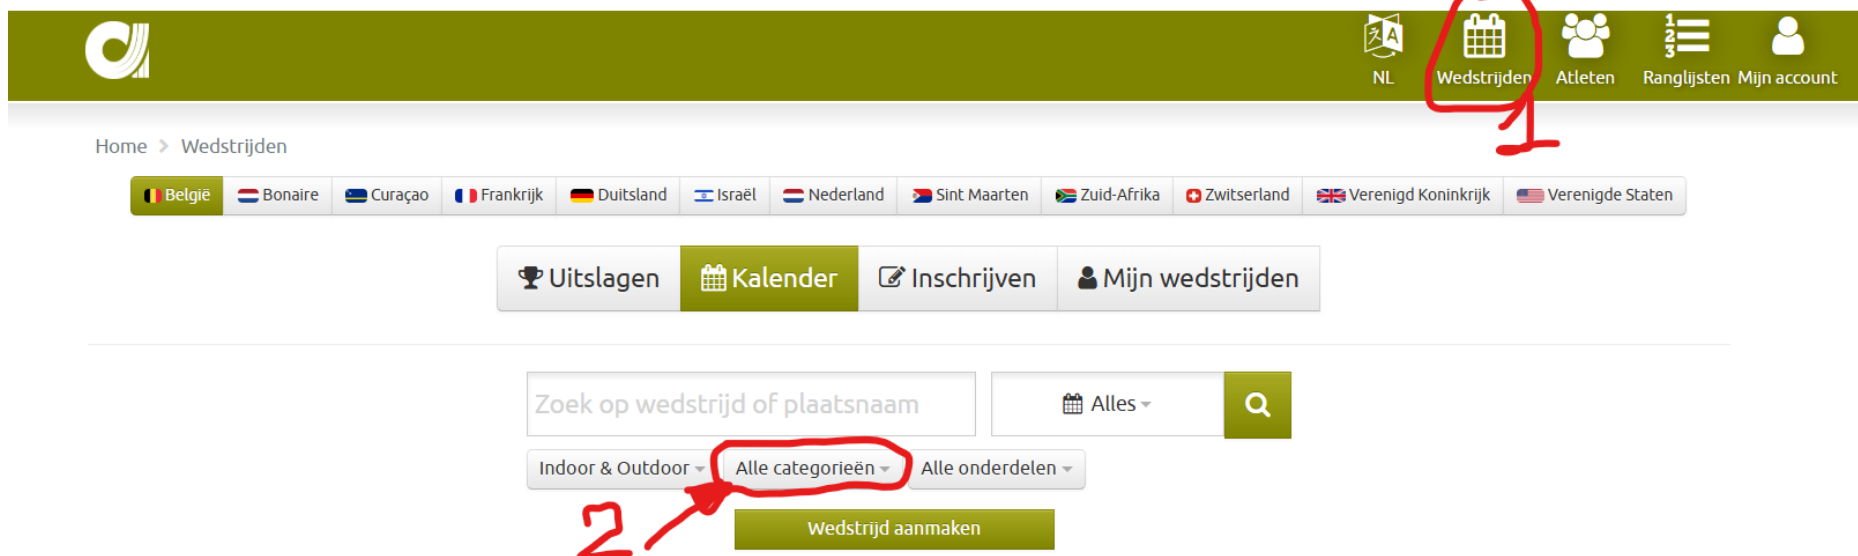 NL Wedstrijden Atleten Ranglijsten Mijn account
1
Home > Wedstrijden
België Bonaire Curaçao Frankrijk Duitsland Israël Nederland Sint Maarten Zuid-Afrika Zwitserland Verenigd Koninkrijk Verenigde Staten
Uitslagen Kalender Inschrijven Mijn wedstrijden
Zoek op wedstrijd of plaatsnaam Alles
Indoor & Outdoor Alle categorieën Alle onderdelen
2
Wedstrijd aanmaken